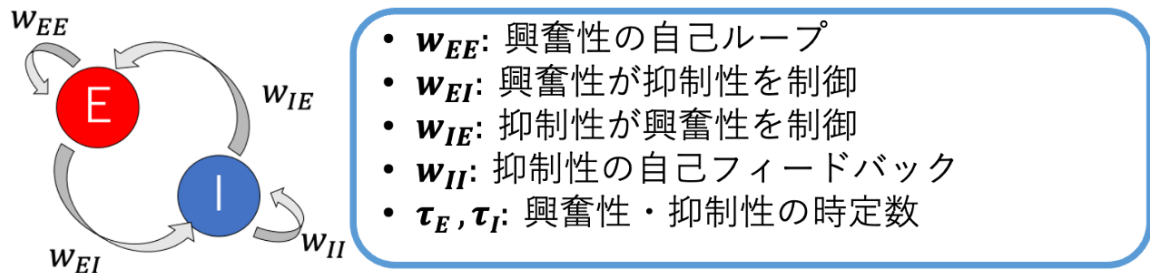 w_EE
E
w_IE
I
w_EI
w_II
• w_EE: 興奮性の自己ループ
• w_EI: 興奮性が抑制性を制御
• w_IE: 抑制性が興奮性を制御
• w_II: 抑制性の自己フィードバック
• τ_E , τ_I: 興奮性・抑制性の時定数